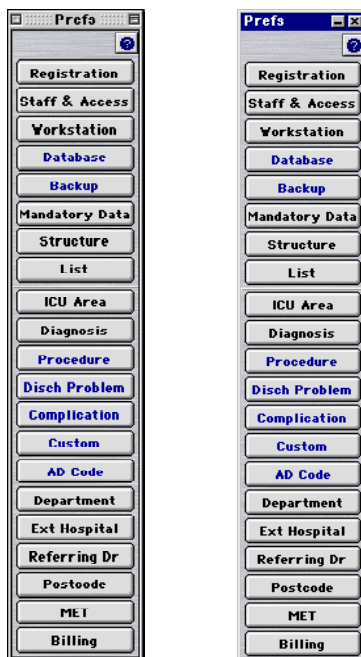 Prefs
?
Registration
Staff & Access
Workstation
Database
Backup
Mandatory Data
Structure
List
ICU Area
Diagnosis
Procedure
Disch Problem
Complication
Custom
AD Code
Department
Ext Hospital
Referring Dr
Postcode
MET
Billing
Prefs
?
Registration
Staff & Access
Workstation
Database
Backup
Mandatory Data
Structure
List
ICU Area
Diagnosis
Procedure
Disch Problem
Complication
Custom
AD Code
Department
Ext Hospital
Referring Dr
Postcode
MET
Billing